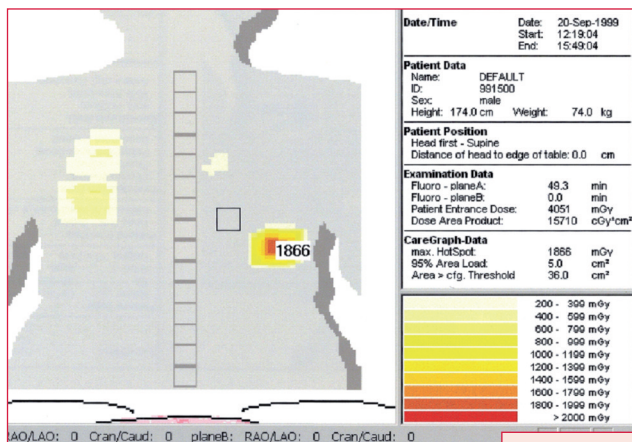 Date/Time Date: 20-Sep-1999
Start: 12:19:04
End: 15:49:04
Patient Data
Name: DEFAULT
ID: 991500
Sex: male
Height: 174.0 cm Weight: 74.0 kg
Patient Position
Head first - Supine
Distance of head to edge of table: 0.0 cm
Examination Data
Fluoro - planeA: 49.3 min
Fluoro - planeB: 0.0 min
Patient Entrance Dose: 4051 mGy
Dose Area Product: 15710 cGy*cm²
CareGraph-Data
max. HotSpot: 1866 mGy
95% Area Load: 5.0 cm²
Area > cfg. Threshold 36.0 cm²
1866
200 - 399 mGy
400 - 599 mGy
600 - 799 mGy
800 - 999 mGy
1000 - 1199 mGy
1200 - 1399 mGy
1400 - 1599 mGy
1600 - 1799 mGy
1800 - 1999 mGy
> 2000 mGy
RAO/LAO: 0 Cran/Caud: 0 planeB: RAO/LAO: 0 Cran/Caud: 0